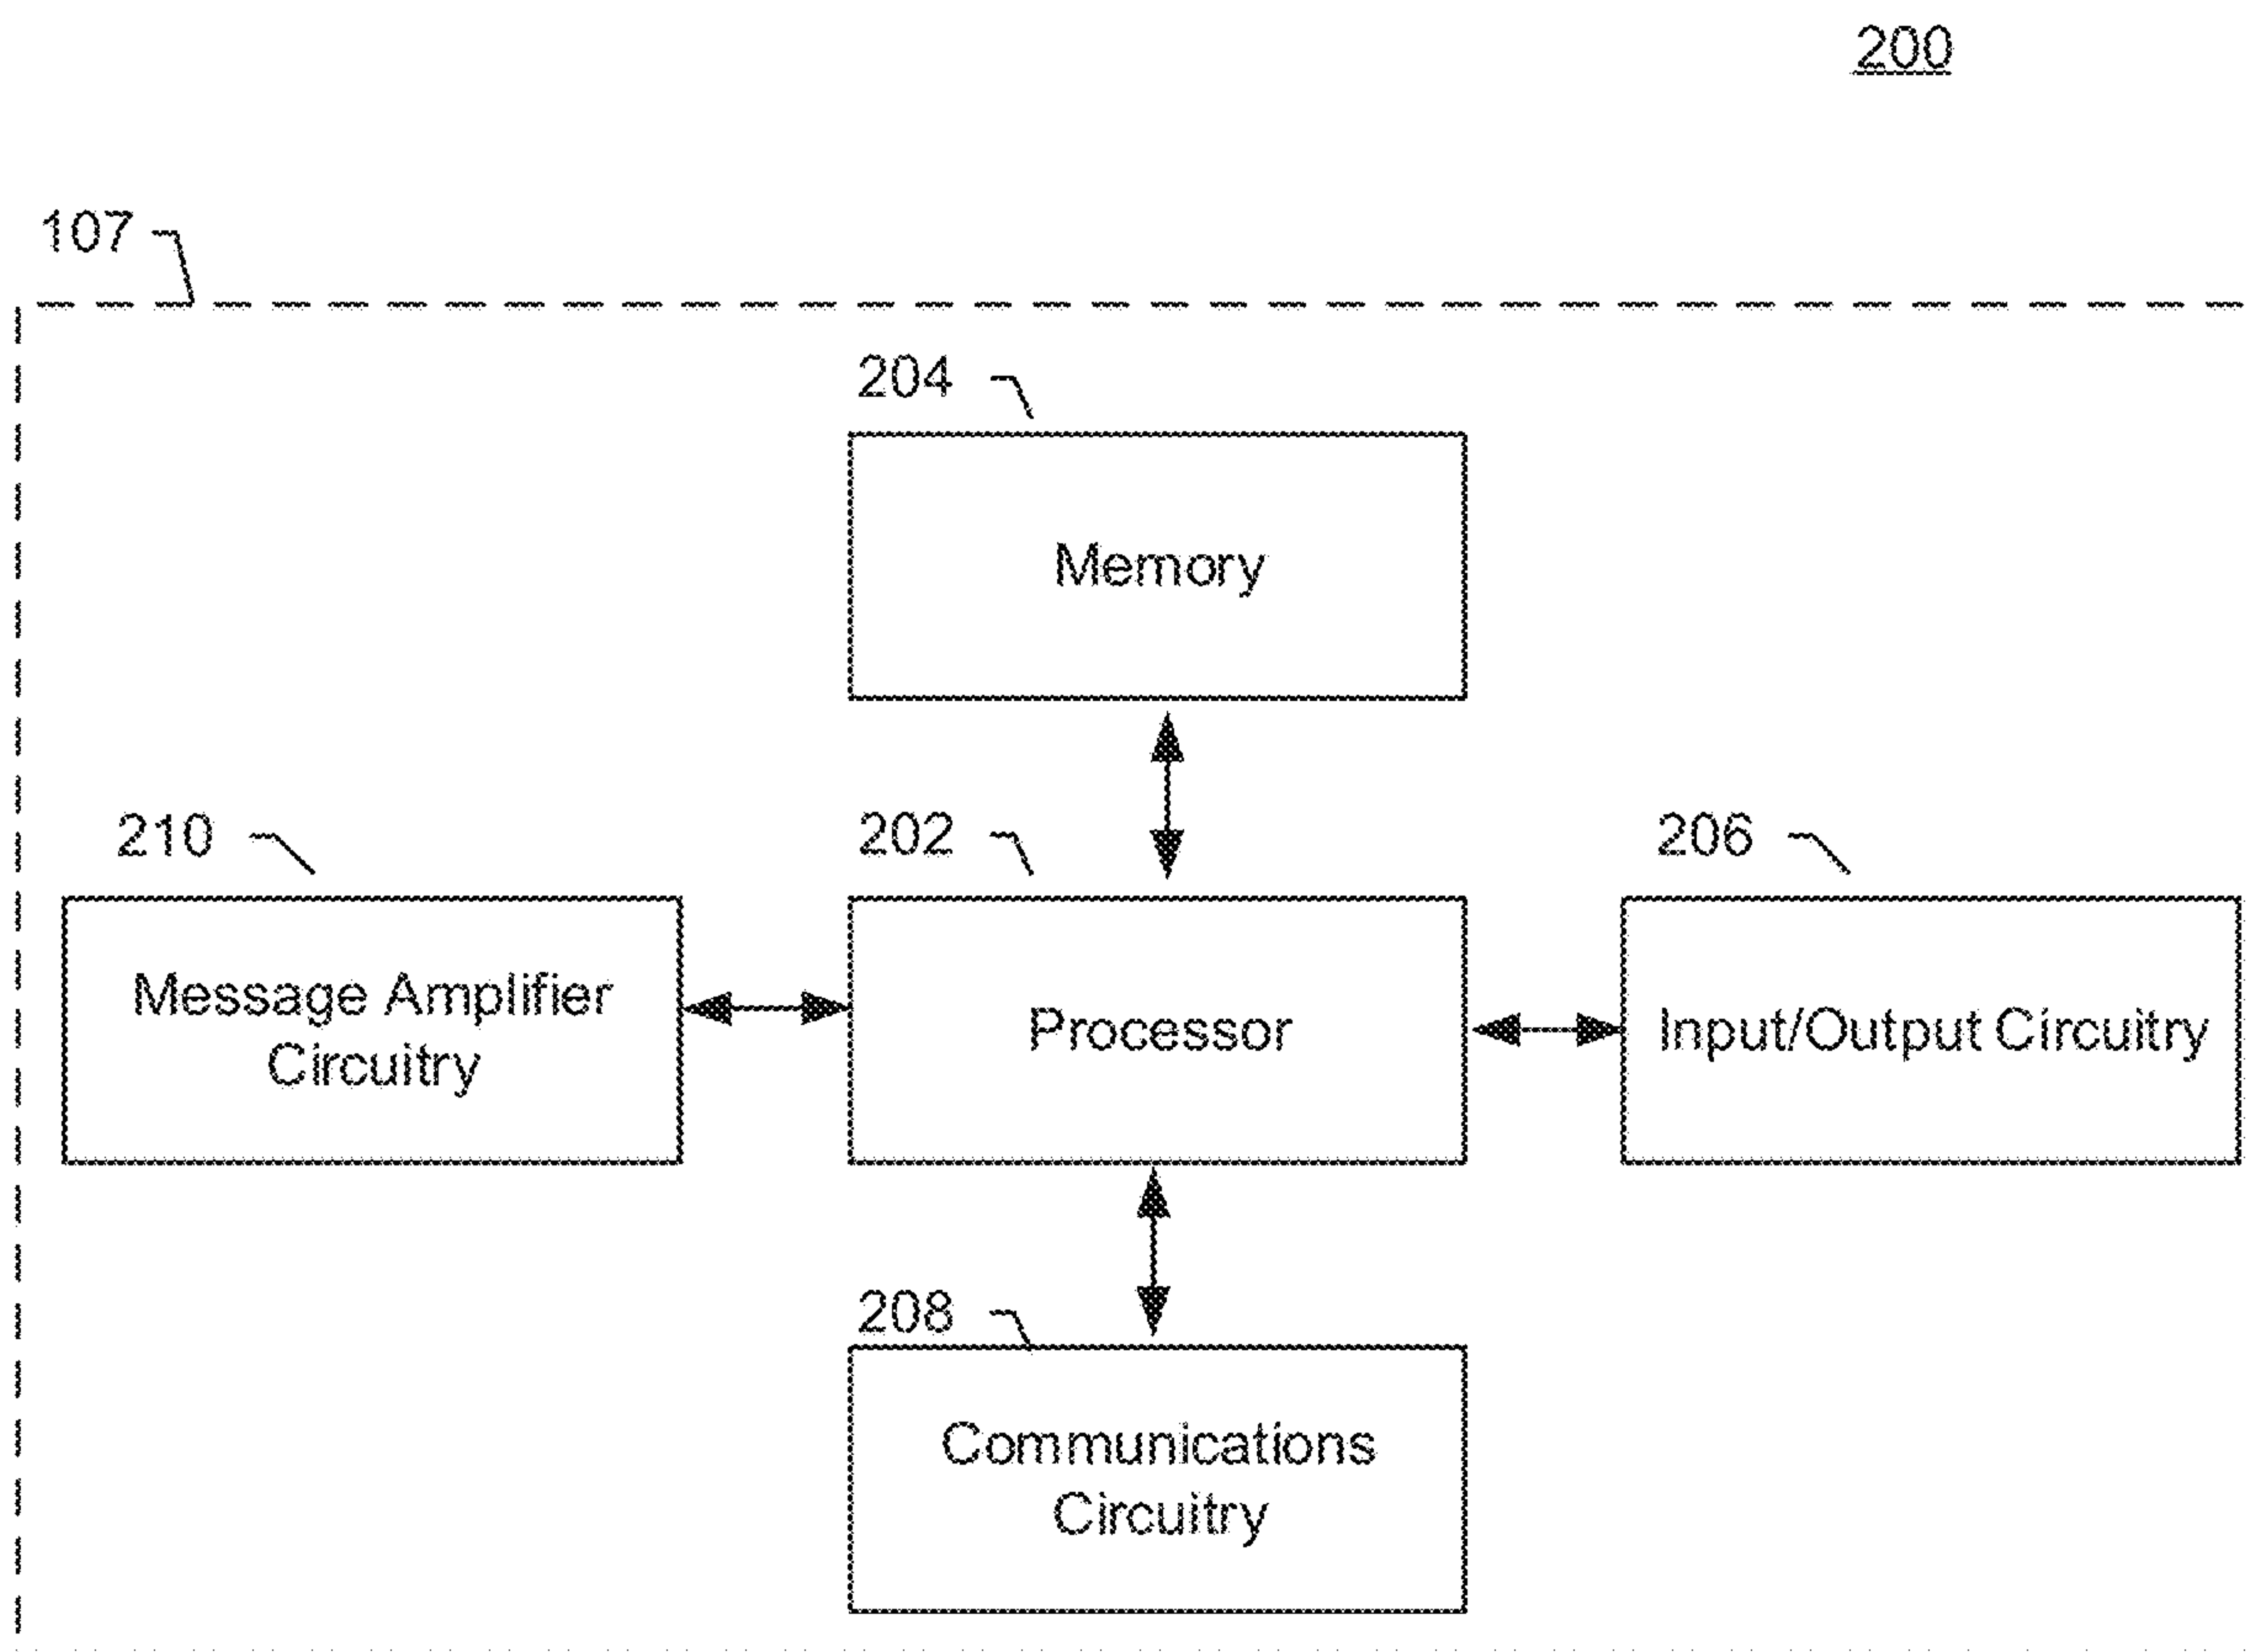 200
107
204
Memory
210
202
206
Message Amplifier
Circuitry
Processor
Input/Output Circuitry
208
Communications
Circuitry